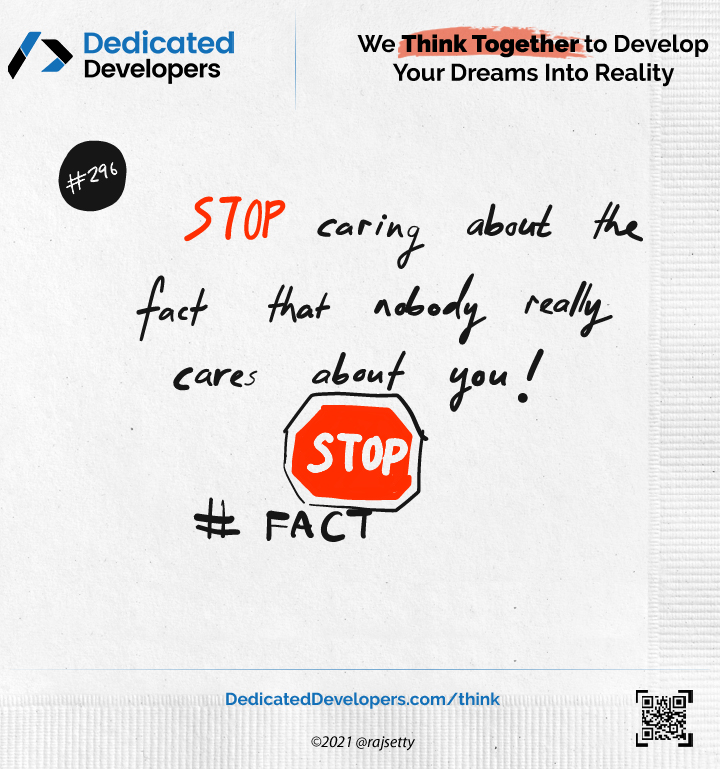 Dedicated
Developers
We Think Together to Develop
Your Dreams Into Reality
#296
STOP caring about the
fact that nobody really
cares about you!
STOP
# FACT
DedicatedDevelopers.com/think
©2021 @rajsetty